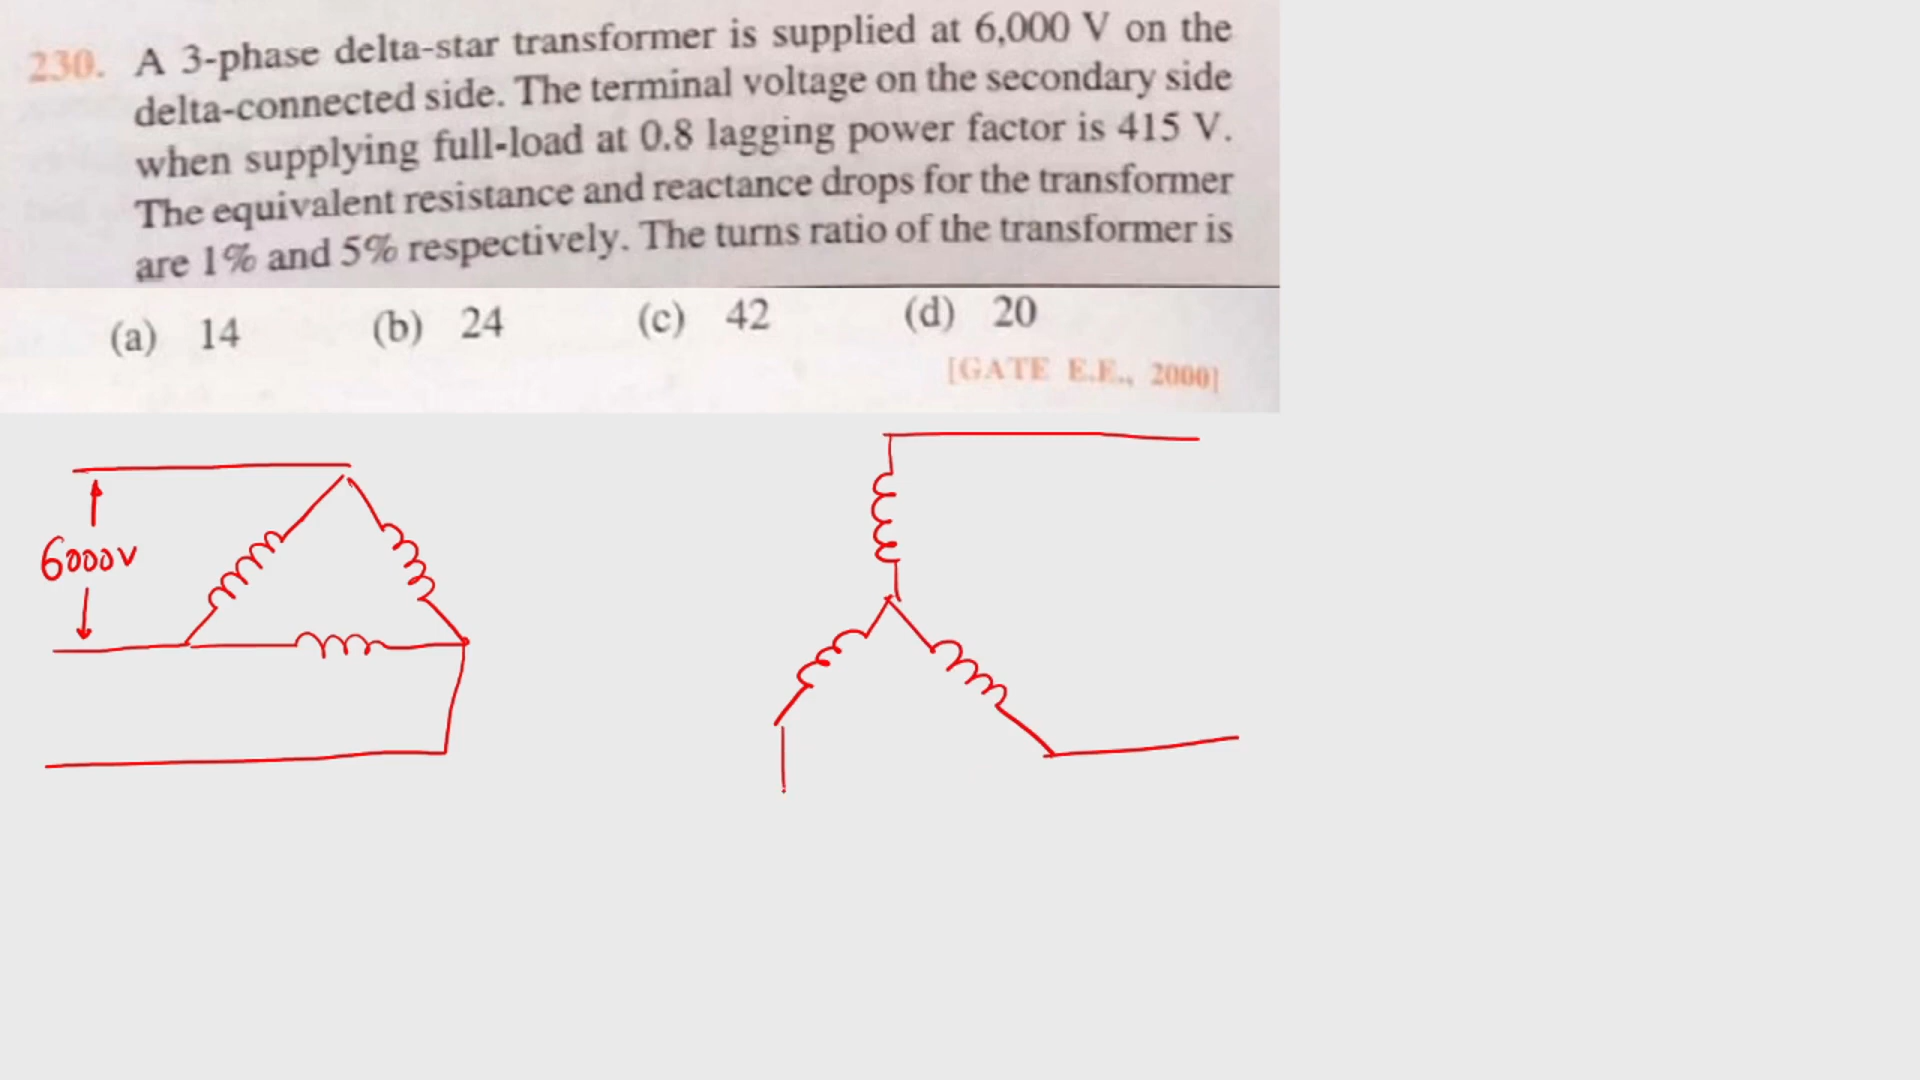 230. A 3-phase delta-star transformer is supplied at 6,000 V on the
delta-connected side. The terminal voltage on the secondary side
when supplying full-load at 0.8 lagging power factor is 415 V.
The equivalent resistance and reactance drops for the transformer
are 1% and 5% respectively. The turns ratio of the transformer is
(a) 14 (b) 24 (c) 42 (d) 20
[GATE E.E., 2000]
6000V